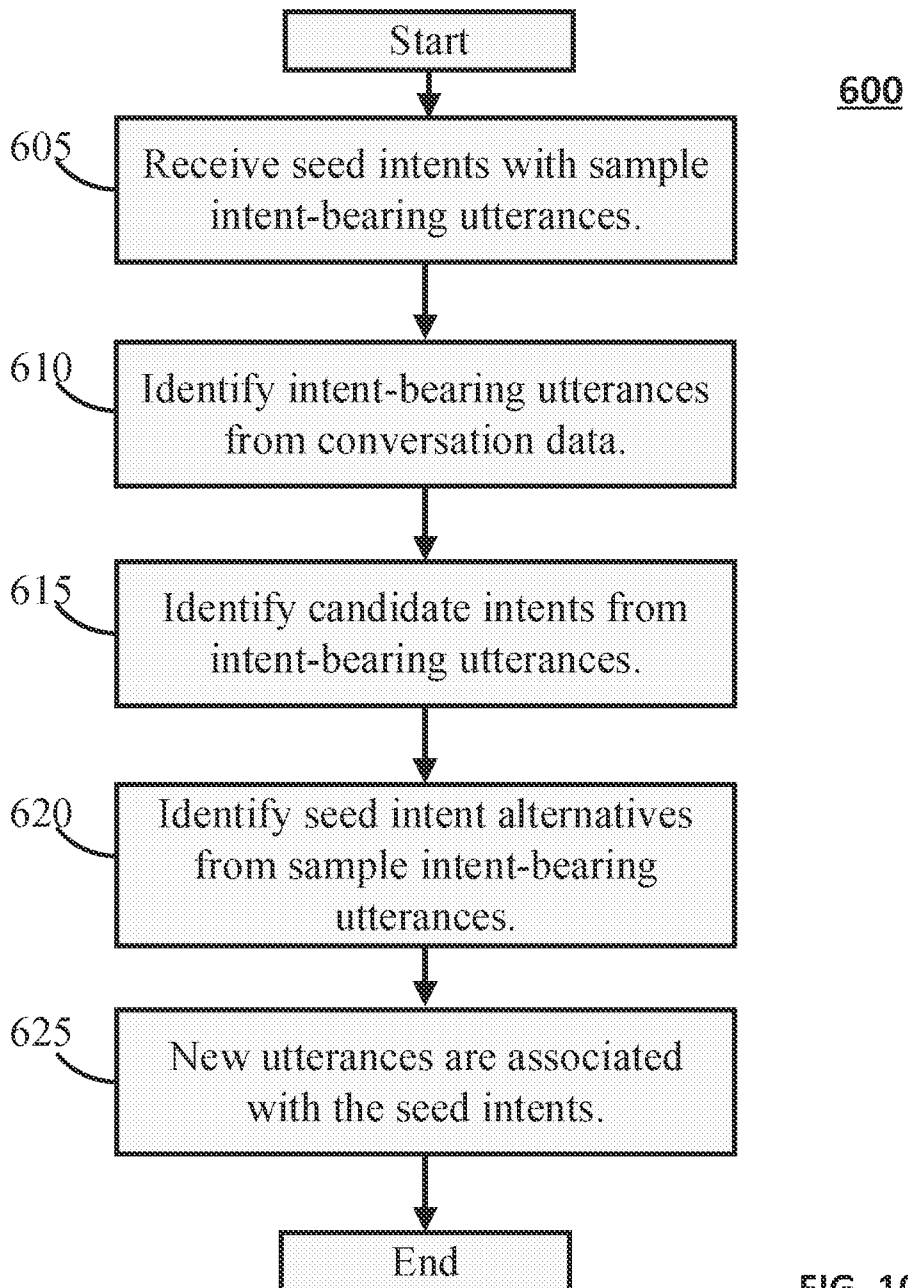 Start
600
605
Receive seed intents with sample
intent-bearing utterances.
610
Identify intent-bearing utterances
from conversation data.
615
Identify candidate intents from
intent-bearing utterances.
620
Identify seed intent alternatives
from sample intent-bearing
utterances.
625
New utterances are associated
with the seed intents.
End